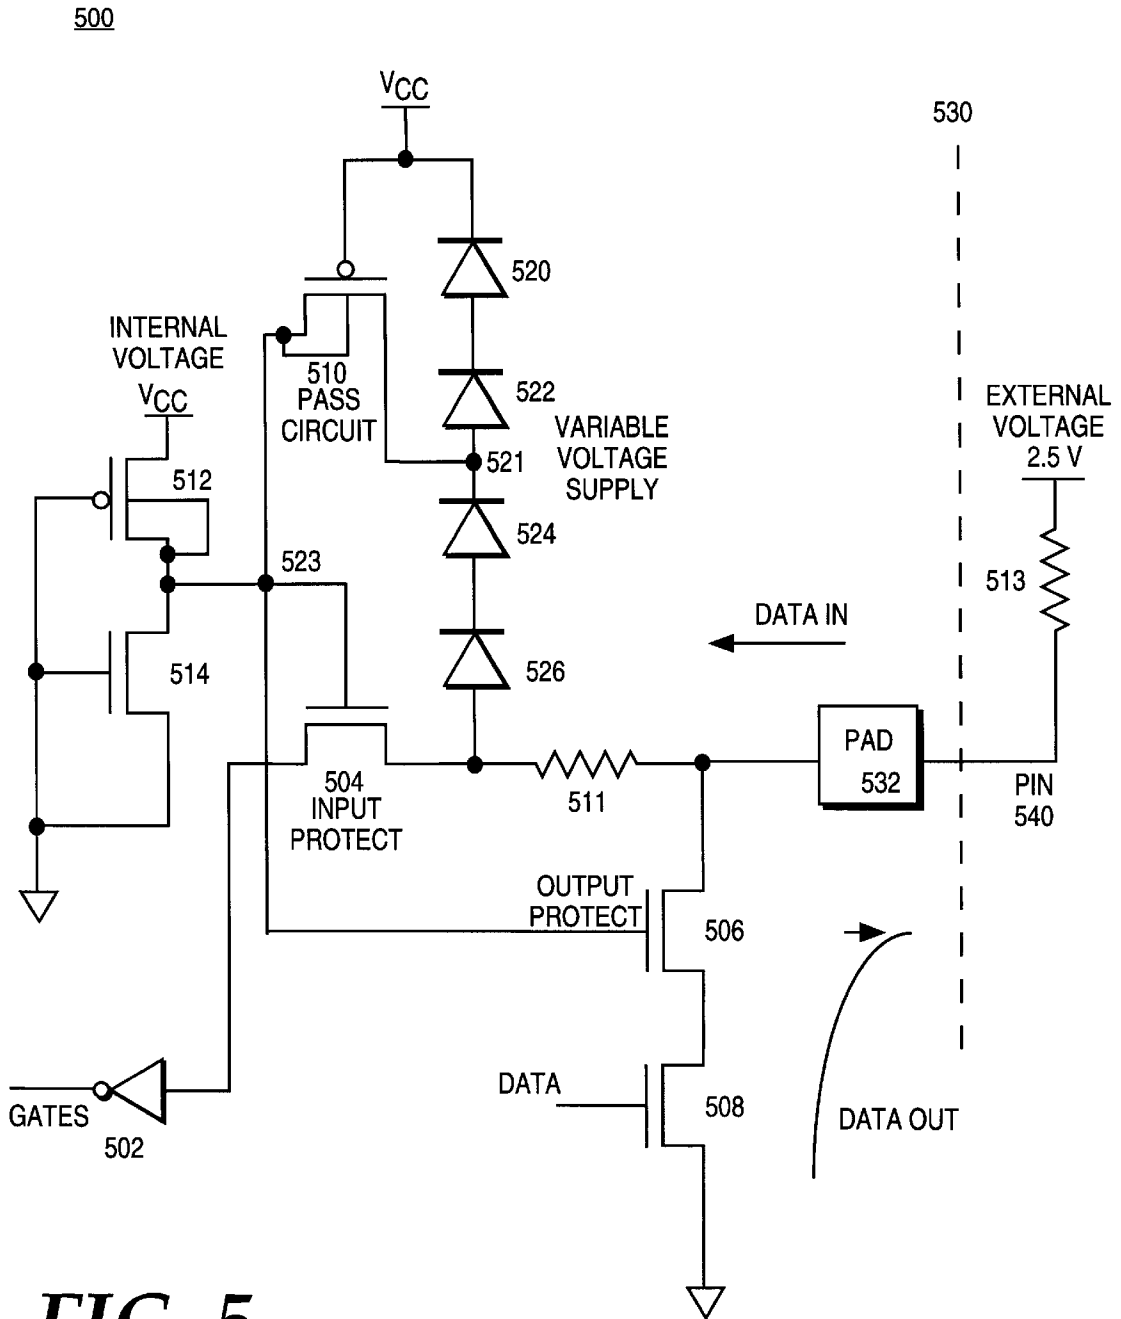 500
VCC
530
520
INTERNAL
VOLTAGE
VCC
510
PASS
CIRCUIT
522
VARIABLE
VOLTAGE
SUPPLY
521
EXTERNAL
VOLTAGE
2.5 V
512
524
523
513
DATA IN
514
526
PAD
532
504
INPUT
PROTECT
511
PIN
540
OUTPUT
PROTECT
506
DATA
508
DATA OUT
GATES
502
FIG. 5